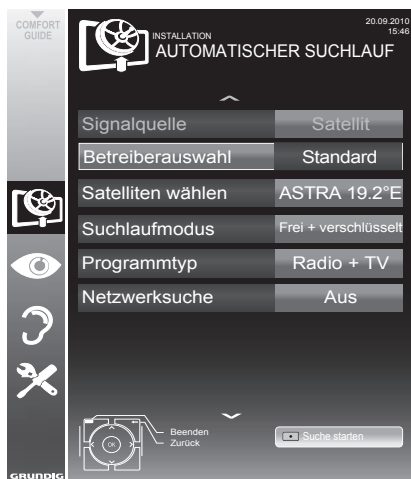 COMFORT
GUIDE
20.09.2010
15:46
INSTALLATION
AUTOMATISCHER SUCHLAUF
Signalquelle Satellit
Betreiberauswahl Standard
Satelliten wählen ASTRA 19.2°E
Suchlaufmodus Frei + verschlüsselt
Programmtyp Radio + TV
Netzwerksuche Aus
Beenden
Zurück
OK
Suche starten
GRUNDIG